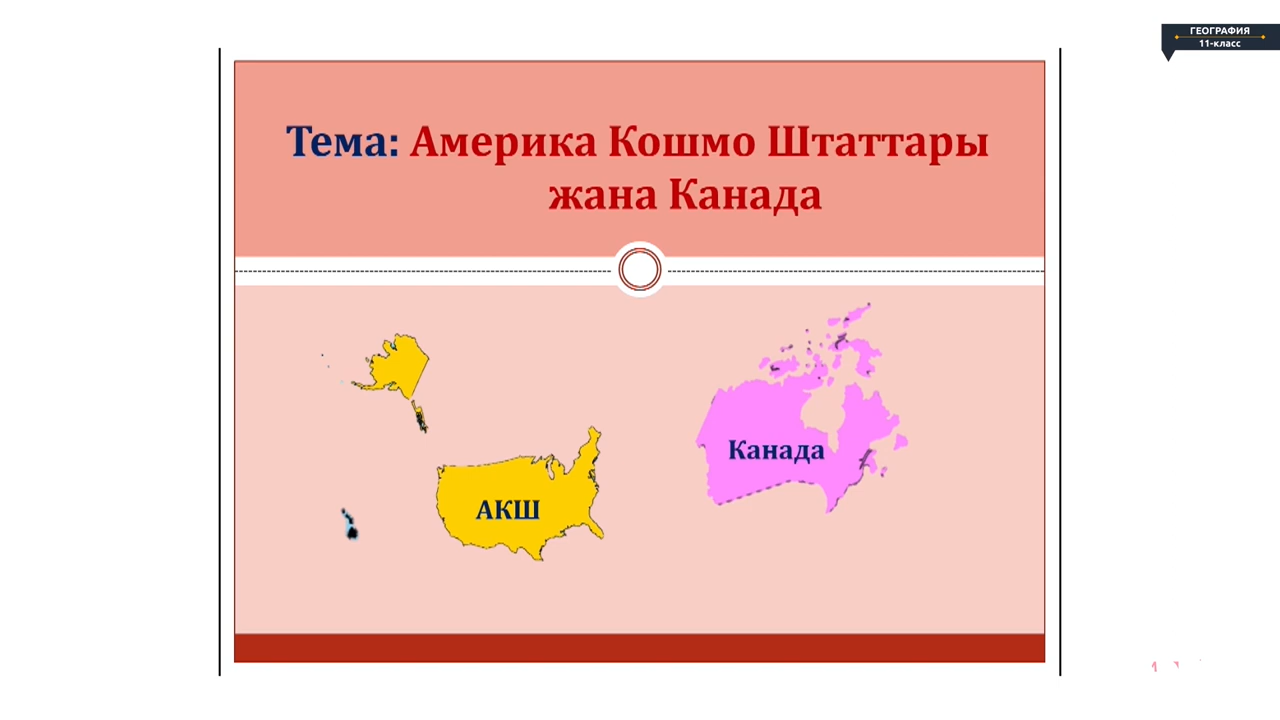 ГЕОГРАФИЯ
11-класс
Тема: Америка Кошмо Штаттары
жана Канада
Канада
АКШ